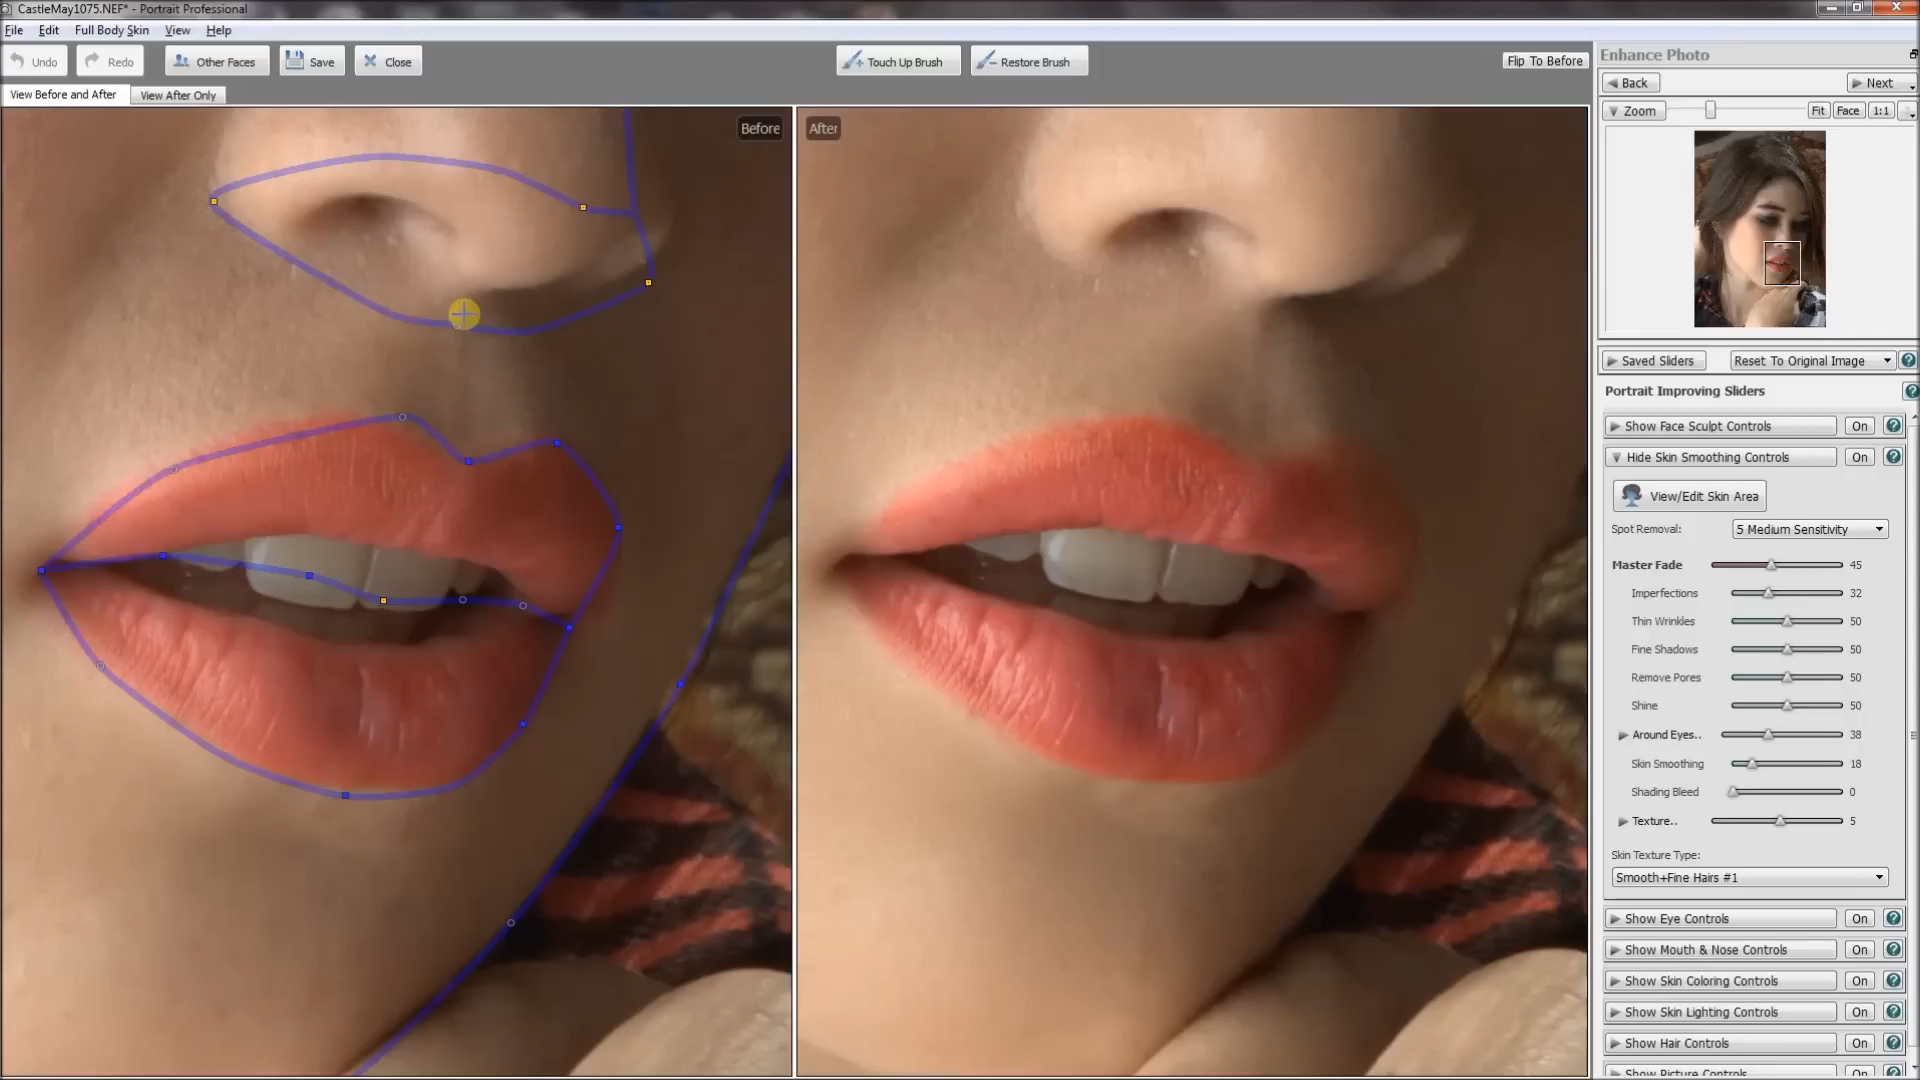 CastleMay1075.NEF* - Portrait Professional
File Edit Full Body Skin View Help
Undo Redo Other Faces Save Close Touch Up Brush Restore Brush Flip To Before
View Before and After View After Only
Before After
Enhance Photo
Back Next
Zoom Fit Face 1:1
Saved Sliders Reset To Original Image ?
Portrait Improving Sliders ?
Show Face Sculpt Controls On ?
Hide Skin Smoothing Controls On ?
View/Edit Skin Area
Spot Removal: 5 Medium Sensitivity
Master Fade 45
Imperfections 32
Thin Wrinkles 50
Fine Shadows 50
Remove Pores 50
Shine 50
Around Eyes.. 38
Skin Smoothing 18
Shading Bleed 0
Texture.. 5
Skin Texture Type:
Smooth+Fine Hairs #1
Show Eye Controls On ?
Show Mouth & Nose Controls On ?
Show Skin Coloring Controls On ?
Show Skin Lighting Controls On ?
Show Hair Controls On ?
Show Picture Controls On ?